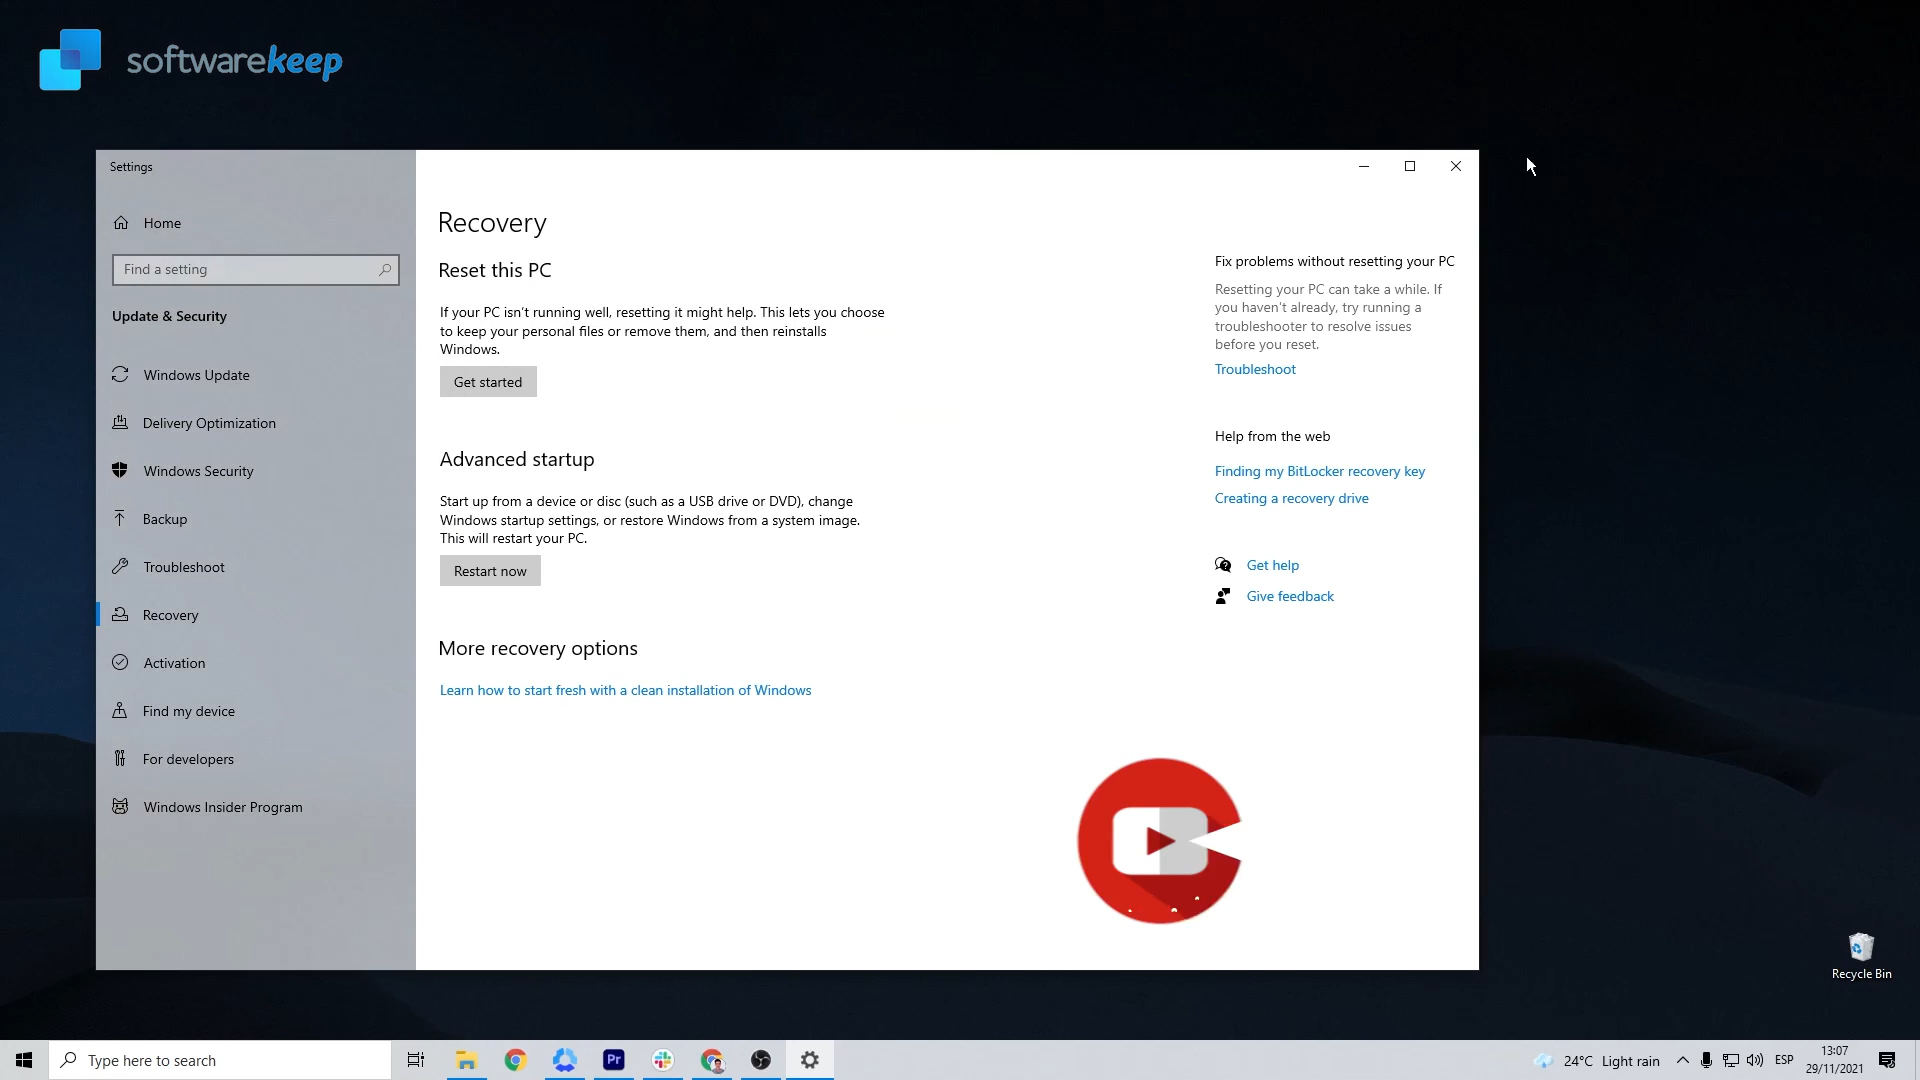 softwarekeep
Settings
Home
Find a setting
Update & Security
Windows Update
Delivery Optimization
Windows Security
Backup
Troubleshoot
Recovery
Activation
Find my device
For developers
Windows Insider Program
Recovery
Reset this PC
If your PC isn't running well, resetting it might help. This lets you choose
to keep your personal files or remove them, and then reinstalls
Windows.
Get started
Advanced startup
Start up from a device or disc (such as a USB drive or DVD), change
Windows startup settings, or restore Windows from a system image.
This will restart your PC.
Restart now
More recovery options
Learn how to start fresh with a clean installation of Windows
Fix problems without resetting your PC
Resetting your PC can take a while. If
you haven't already, try running a
troubleshooter to resolve issues
before you reset.
Troubleshoot
Help from the web
Finding my BitLocker recovery key
Creating a recovery drive
Get help
Give feedback
Recycle Bin
Type here to search
Pr
24°C Light rain
ESP
13:07
29/11/2021